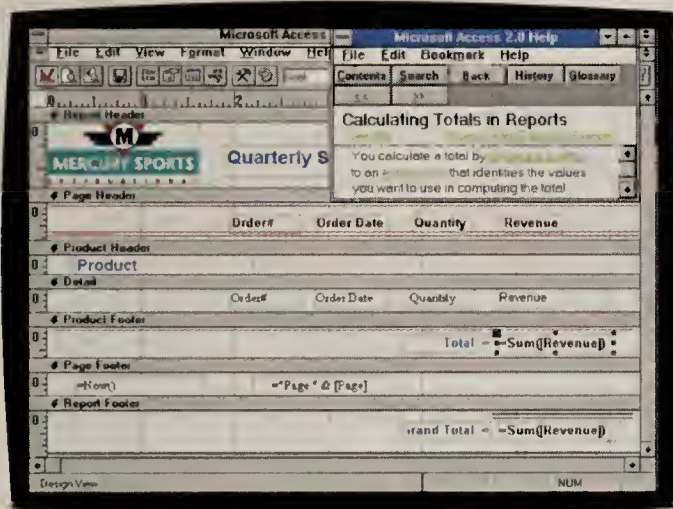 Microsoft Access
File Edit View Format Window Help
Microsoft Access 2.0 Help
File Edit Bookmark Help
Contents Search Back History Glossary
<< >>
Calculating Totals in Reports
You calculate a total by
to an that identifies the values
you want to use in computing the total
Report Header
M
MERCURY SPORTS
INTERNATIONAL
Quarterly S
Page Header
Order# Order Date Quantity Revenue
Product Header
Product
Detail
Order# Order Date Quantity Revenue
Product Footer
Total = =Sum([Revenue])
Page Footer
=Now() ="Page " & [Page]
Report Footer
rand Total = =Sum([Revenue])
Design View NUM